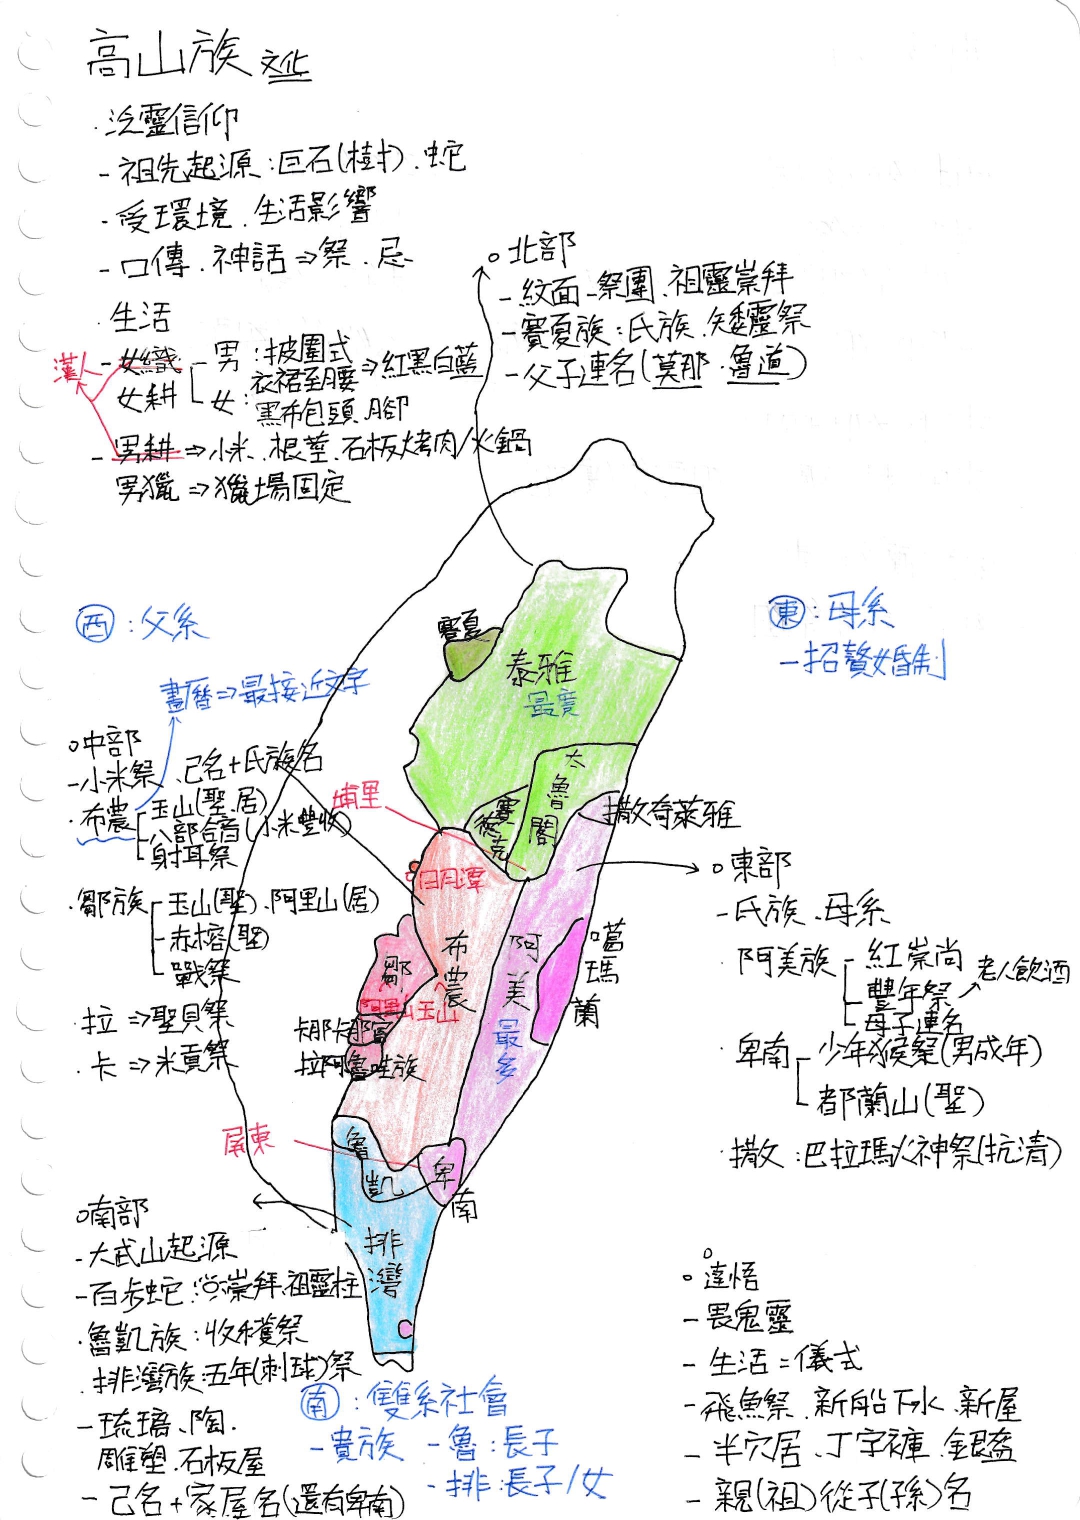 高山族 文化
·泛靈信仰
-祖先起源:巨石(樹)、蛇
-受環境、生活影響
-口傳、神話⇒祭、忌
·生活
漢人
-女織
女耕
男:披圍式
衣裙至腰
⇒紅黑白藍
女:
黑布包頭、腳
-男耕⇒小米、根莖、石板烤肉/火鍋
男獵⇒獵場固定
○北部
-紋面-祭團、祖靈崇拜
-賽夏族:氏族、矮靈祭
-父子連名(莫那·魯道)
西:父系
畫曆⇒最接近文字
東:母系
-招贅婚制
○中部
-小米祭、己名+氏族名
·布農
玉山(聖、居)
八部合音(小米豐收)
射耳祭
·鄒族
玉山(聖)、阿里山(居)
-赤榕(聖)
戰祭
·拉⇒聖貝祭
·卡⇒米貢祭
賽夏
泰雅
最廣
太魯閣
賽德克
埔里
撒奇萊雅
日月潭
布農
鄒
阿里山
玉山
卡那卡那富
拉阿魯哇族
阿美
最多
噶瑪蘭
屏東
魯凱
卑南
排灣
○東部
-氏族、母系
·阿美族
-紅崇尚
豐年祭
老人飲酒
母子連名
·卑南
少年猴祭(男成年)
都蘭山(聖)
·撒:巴拉瑪火神祭(抗清)
○南部
-大武山起源
-百步蛇:崇拜、祖靈柱
·魯凱族:收穫祭
·排灣族:五年(刺球)祭
-琉璃、陶、
雕塑、石板屋
-己名+家屋名(還有卑南)
南:雙系社會
-貴族
-魯:長子
-排:長子/女
○達悟
-畏鬼靈
-生活=儀式
-飛魚祭、新船下水、新屋
-半穴居、丁字褲、銀盔
-親(祖)從子(孫)名